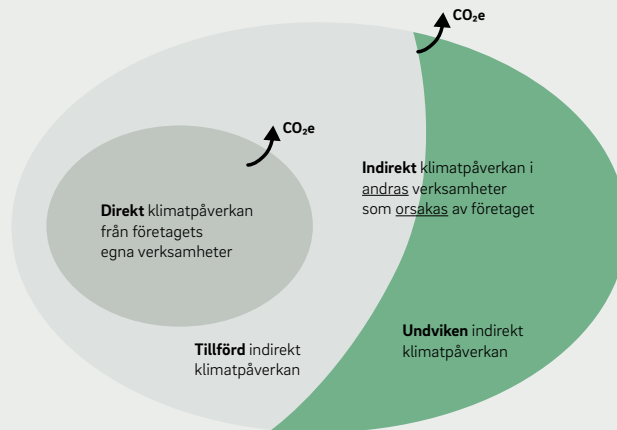 CO₂e
CO₂e
Direkt klimatpåverkan
från företagets
egna verksamheter
Indirekt klimatpåverkan i
andras verksamheter
som orsakas av företaget
Tillförd indirekt
klimatpåverkan
Undviken indirekt
klimatpåverkan